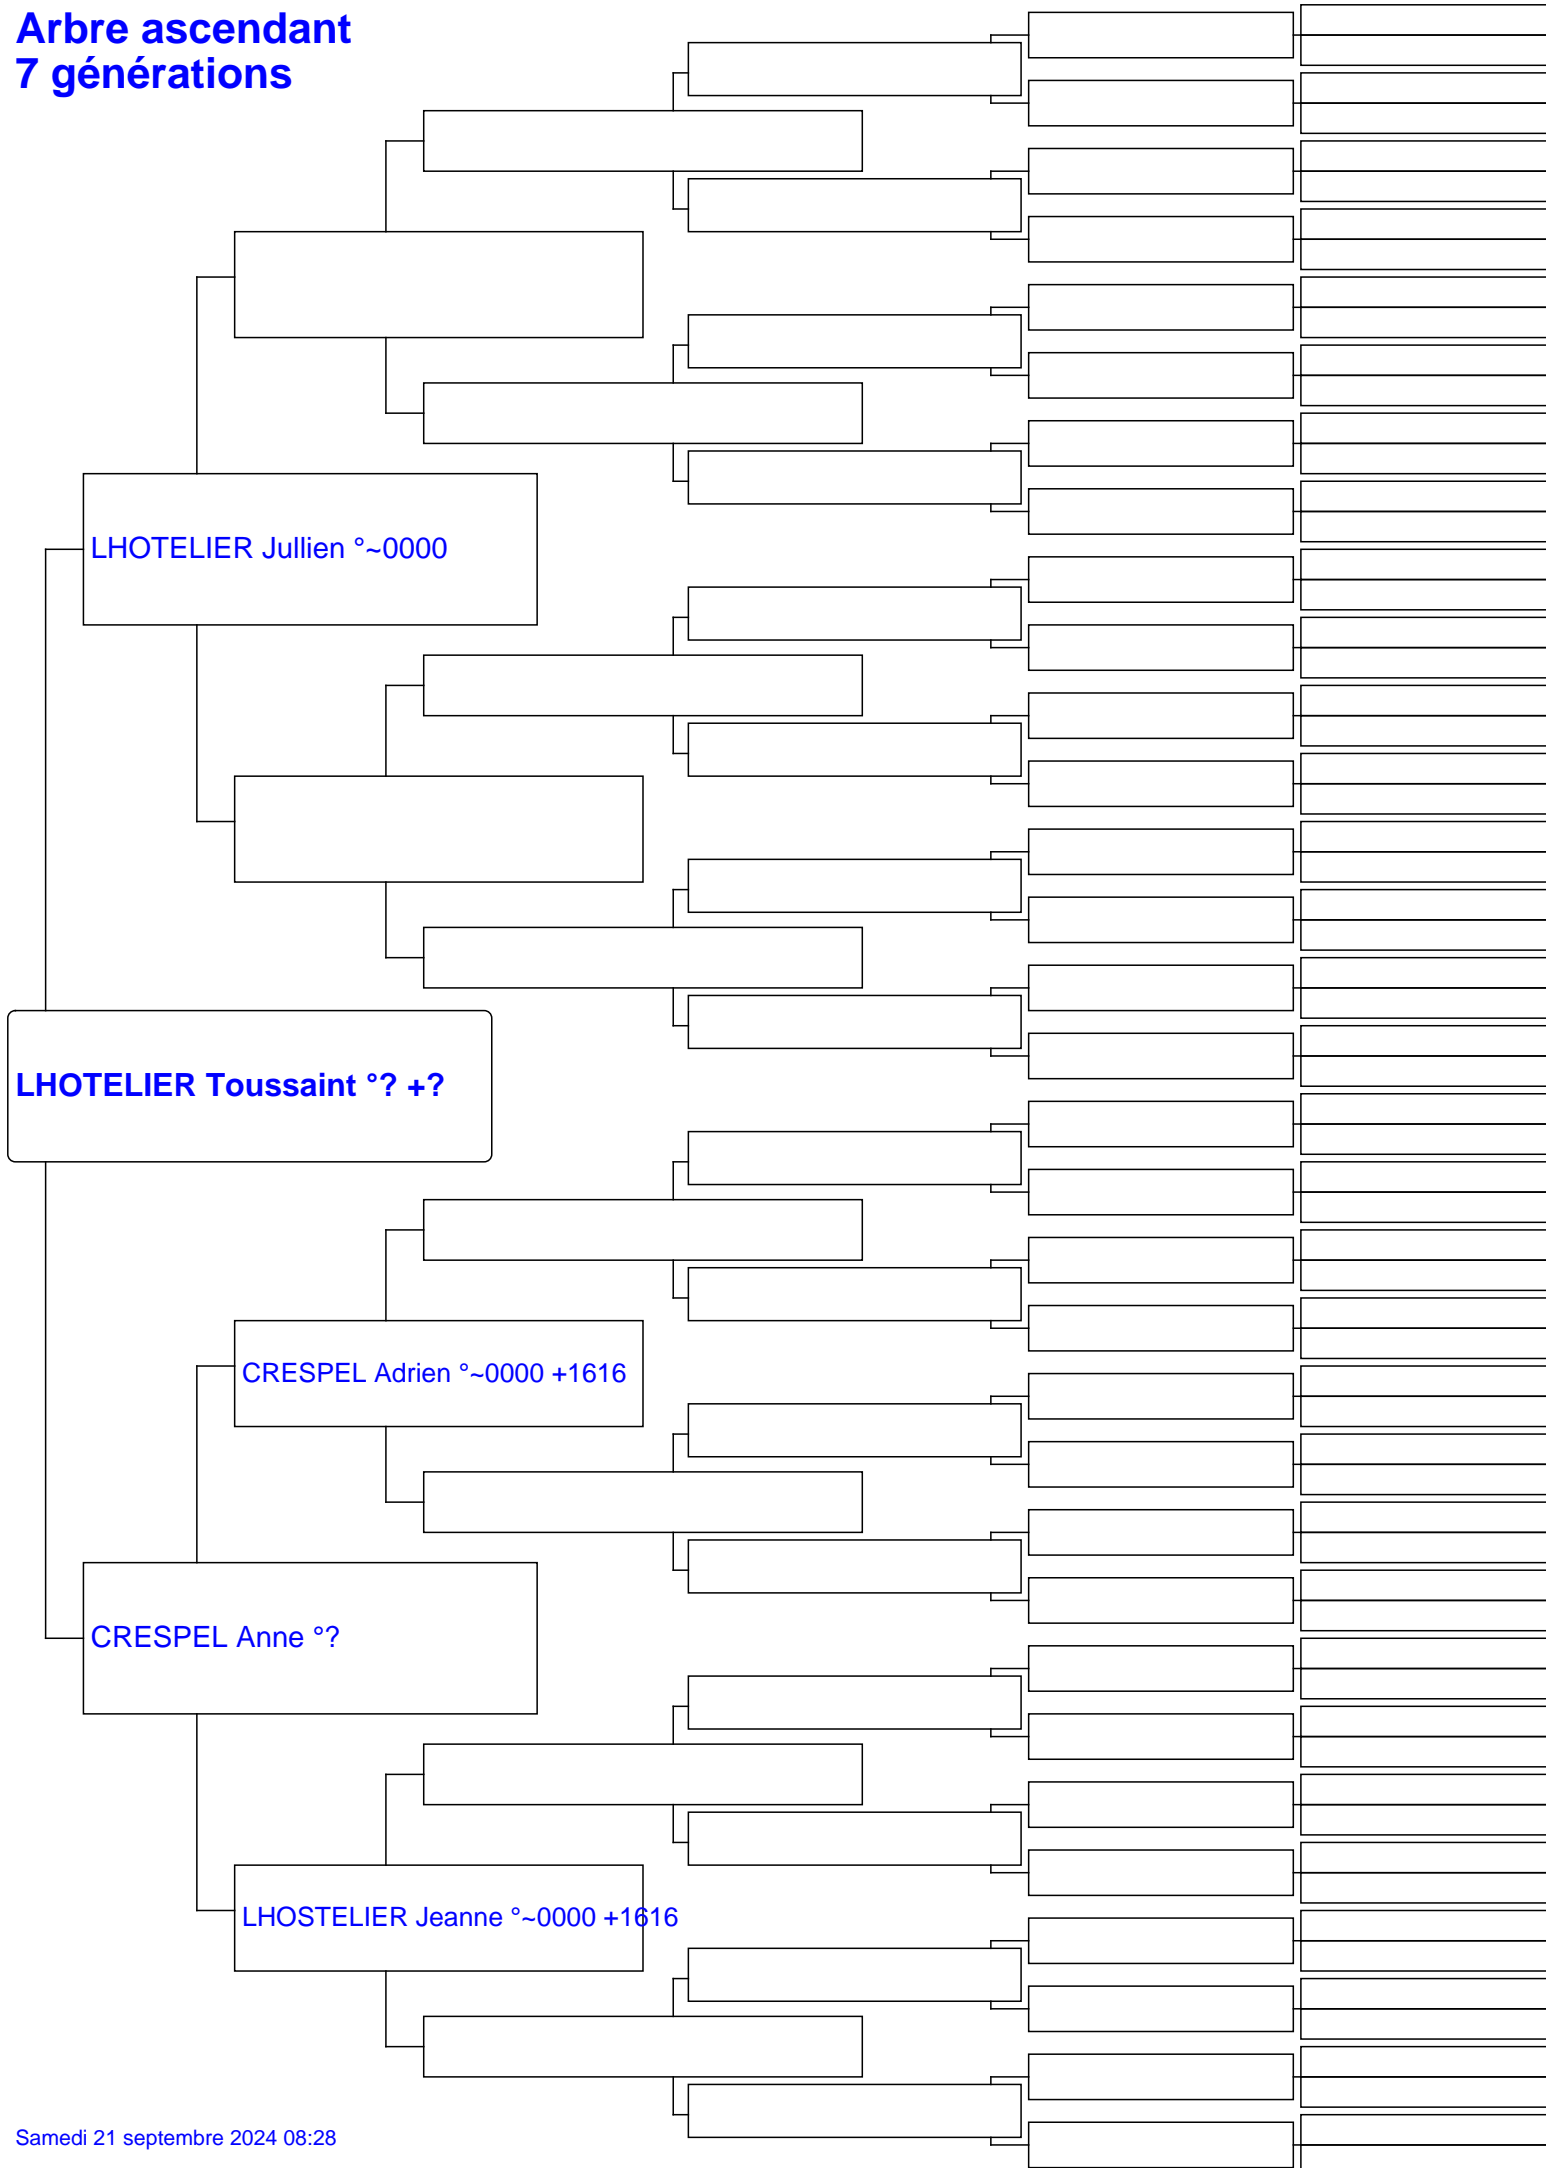 Arbre ascendant
7 générations
LHOTELIER Jullien °~0000
LHOTELIER Toussaint °? +?
CRESPEL Adrien °~0000 +1616
CRESPEL Anne °?
LHOSTELIER Jeanne °~0000 +1616
Samedi 21 septembre 2024 08:28